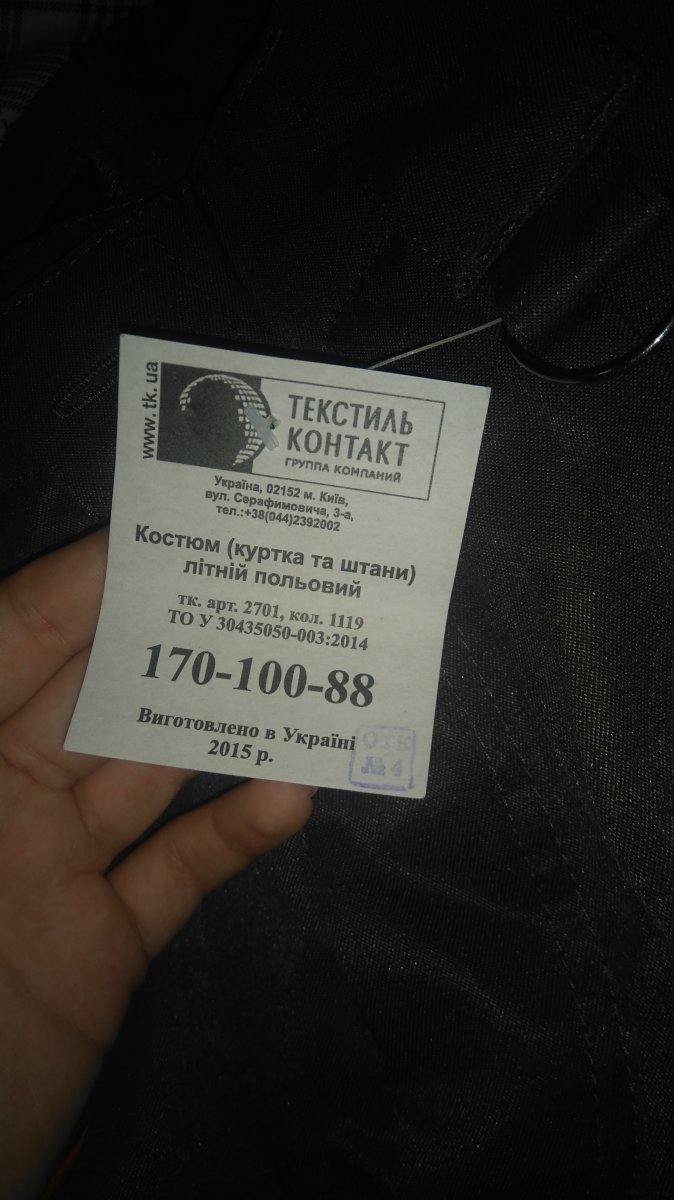 www.tk.ua
ТЕКСТИЛЬ
КОНТАКТ
ГРУППА КОМПАНИЙ
Україна, 02152 м. Київ,
вул. Серафимовича, 3-а,
тел.:+38(044)2392002
Костюм (куртка та штани)
літній польовий
тк. арт. 2701, кол. 1119
ТО У 30435050-003:2014
170-100-88
Виготовлено в Україні
2015 р.
ОТК
№ 4